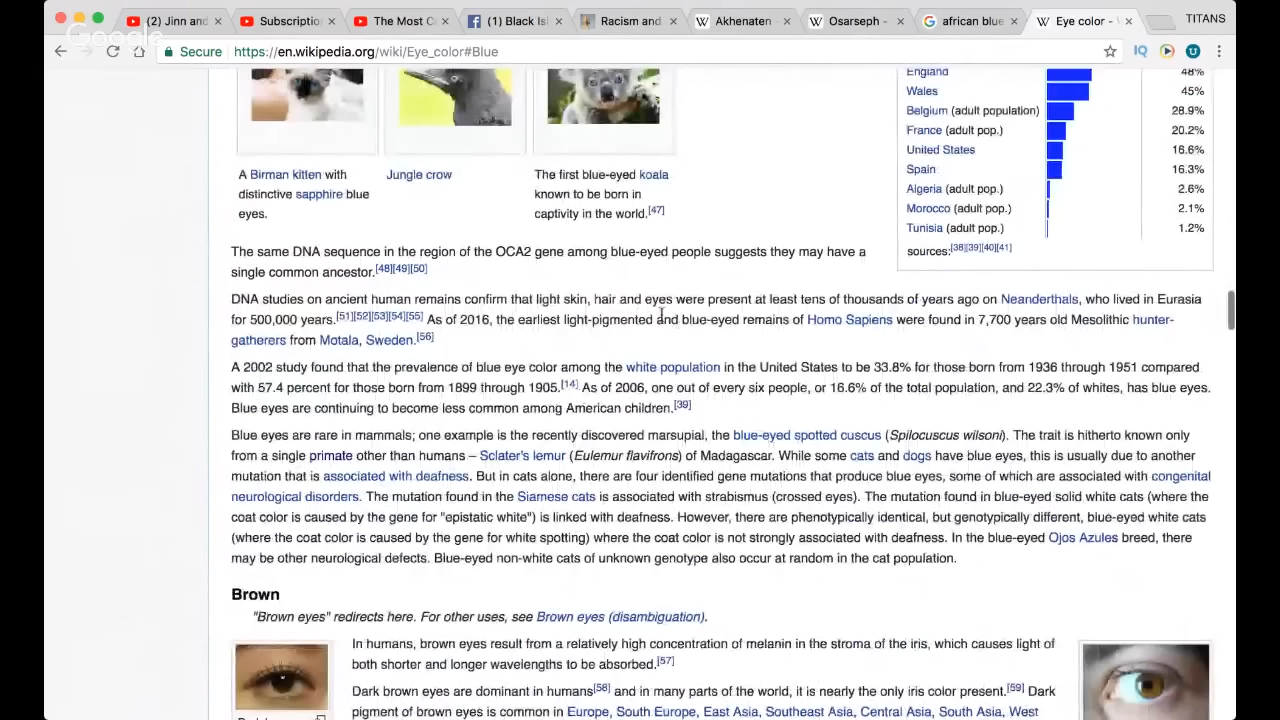 (2) Jinn and
Subscription
The Most C
(1) Black Isl
Racism and
Akhenaten
Osarseph -
african blue
Eye color -
TITANS
Google
Secure
https://en.wikipedia.org/wiki/Eye_color#Blue
England 48%
Wales 45%
Belgium (adult population) 28.9%
France (adult pop.) 20.2%
United States 16.6%
Spain 16.3%
Algeria (adult pop.) 2.6%
Morocco (adult pop.) 2.1%
Tunisia (adult pop.) 1.2%
sources:[38][39][40][41]
A Birman kitten with
distinctive sapphire blue
eyes.
Jungle crow
The first blue-eyed koala
known to be born in
captivity in the world.[47]
The same DNA sequence in the region of the OCA2 gene among blue-eyed people suggests they may have a
single common ancestor.[48][49][50]
DNA studies on ancient human remains confirm that light skin, hair and eyes were present at least tens of thousands of years ago on Neanderthals, who lived in Eurasia
for 500,000 years.[51][52][53][54][55] As of 2016, the earliest light-pigmented and blue-eyed remains of Homo Sapiens were found in 7,700 years old Mesolithic hunter-
gatherers from Motala, Sweden.[56]
A 2002 study found that the prevalence of blue eye color among the white population in the United States to be 33.8% for those born from 1936 through 1951 compared
with 57.4 percent for those born from 1899 through 1905.[14] As of 2006, one out of every six people, or 16.6% of the total population, and 22.3% of whites, has blue eyes.
Blue eyes are continuing to become less common among American children.[39]
Blue eyes are rare in mammals; one example is the recently discovered marsupial, the blue-eyed spotted cuscus (Spilocuscus wilsoni). The trait is hitherto known only
from a single primate other than humans – Sclater's lemur (Eulemur flavifrons) of Madagascar. While some cats and dogs have blue eyes, this is usually due to another
mutation that is associated with deafness. But in cats alone, there are four identified gene mutations that produce blue eyes, some of which are associated with congenital
neurological disorders. The mutation found in the Siamese cats is associated with strabismus (crossed eyes). The mutation found in blue-eyed solid white cats (where the
coat color is caused by the gene for "epistatic white") is linked with deafness. However, there are phenotypically identical, but genotypically different, blue-eyed white cats
(where the coat color is caused by the gene for white spotting) where the coat color is not strongly associated with deafness. In the blue-eyed Ojos Azules breed, there
may be other neurological defects. Blue-eyed non-white cats of unknown genotype also occur at random in the cat population.
Brown
"Brown eyes" redirects here. For other uses, see Brown eyes (disambiguation).
In humans, brown eyes result from a relatively high concentration of melanin in the stroma of the iris, which causes light of
both shorter and longer wavelengths to be absorbed.[57]
Dark brown eyes are dominant in humans[58] and in many parts of the world, it is nearly the only iris color present.[59] Dark
pigment of brown eyes is common in Europe, South Europe, East Asia, Southeast Asia, Central Asia, South Asia, West